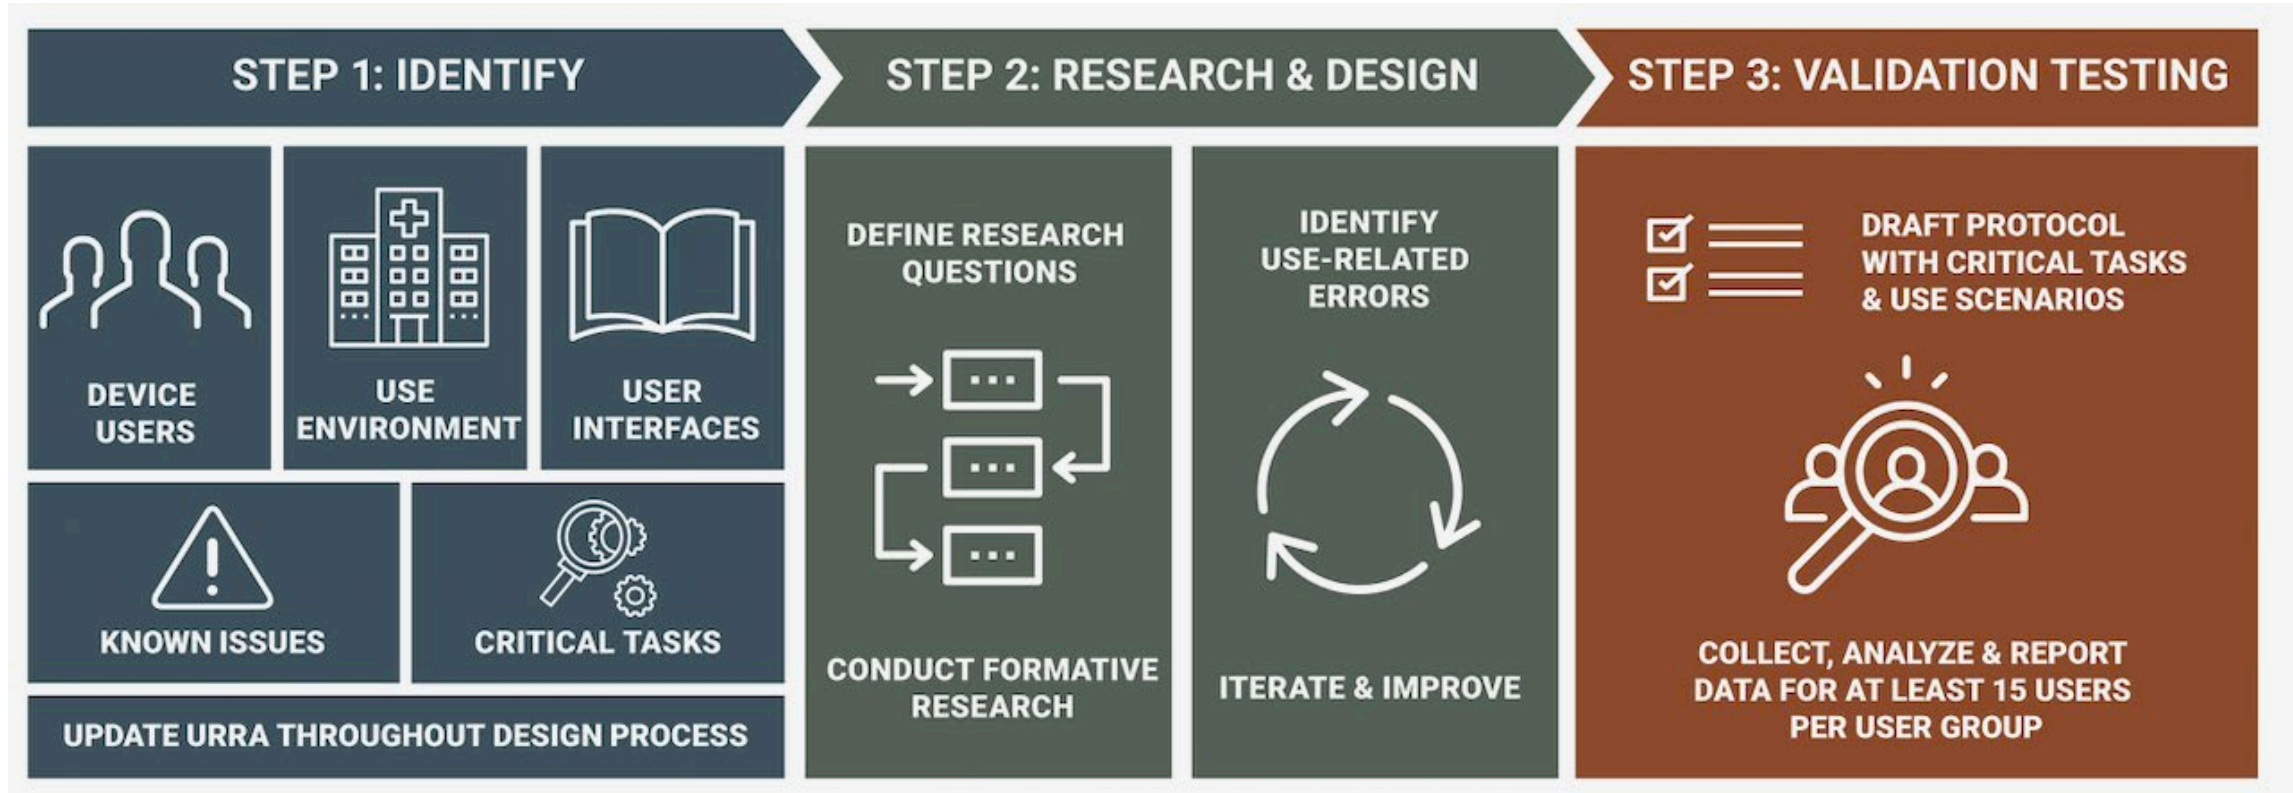 STEP 1: IDENTIFY
DEVICE
USERS
USE
ENVIRONMENT
USER
INTERFACES
KNOWN ISSUES
CRITICAL TASKS
UPDATE URRA THROUGHOUT DESIGN PROCESS
STEP 2: RESEARCH & DESIGN
DEFINE RESEARCH
QUESTIONS
CONDUCT FORMATIVE
RESEARCH
IDENTIFY
USE-RELATED
ERRORS
ITERATE & IMPROVE
STEP 3: VALIDATION TESTING
DRAFT PROTOCOL
WITH CRITICAL TASKS
& USE SCENARIOS
COLLECT, ANALYZE & REPORT
DATA FOR AT LEAST 15 USERS
PER USER GROUP